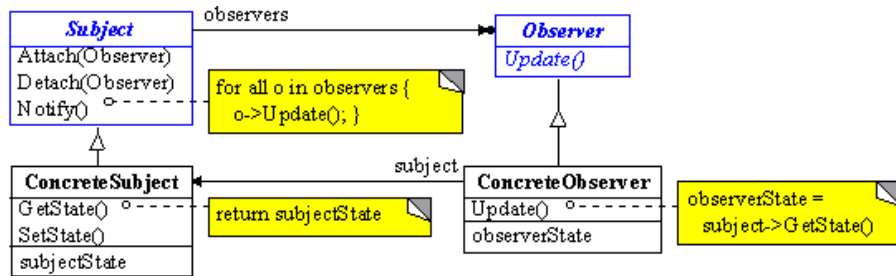 observers
Subject
Attach(Observer)
Detach(Observer)
Notify()
for all o in observers {
o->Update(); }
Observer
Update()
subject
ConcreteSubject
GetState()
SetState()
subjectState
return subjectState
ConcreteObserver
Update()
observerState
observerState =
subject->GetState()